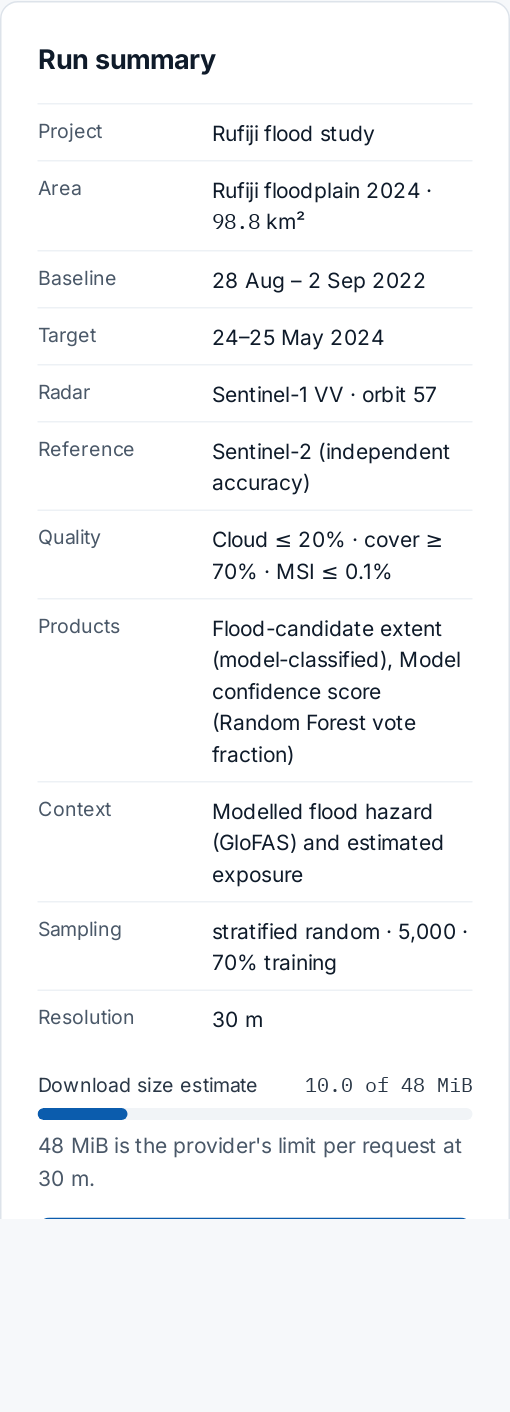 Run summary
Project
Rufiji flood study
Area
Rufiji floodplain 2024 ·
98.8 km²
Baseline
28 Aug – 2 Sep 2022
Target
24–25 May 2024
Radar
Sentinel-1 VV · orbit 57
Reference
Sentinel-2 (independent
accuracy)
Quality
Cloud ≤ 20% · cover ≥
70% · MSI ≤ 0.1%
Products
Flood-candidate extent
(model-classified), Model
confidence score
(Random Forest vote
fraction)
Context
Modelled flood hazard
(GloFAS) and estimated
exposure
Sampling
stratified random · 5,000 ·
70% training
Resolution
30 m
Download size estimate
10.0 of 48 MiB
48 MiB is the provider's limit per request at
30 m.